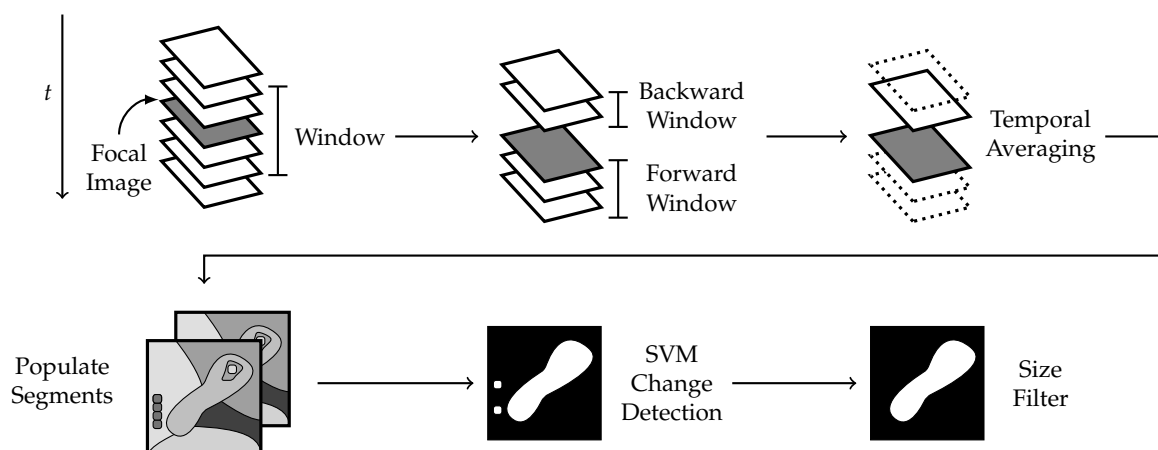 t
Focal
Image
Window
Backward
Window
Forward
Window
Temporal
Averaging
Populate
Segments
SVM
Change
Detection
Size
Filter